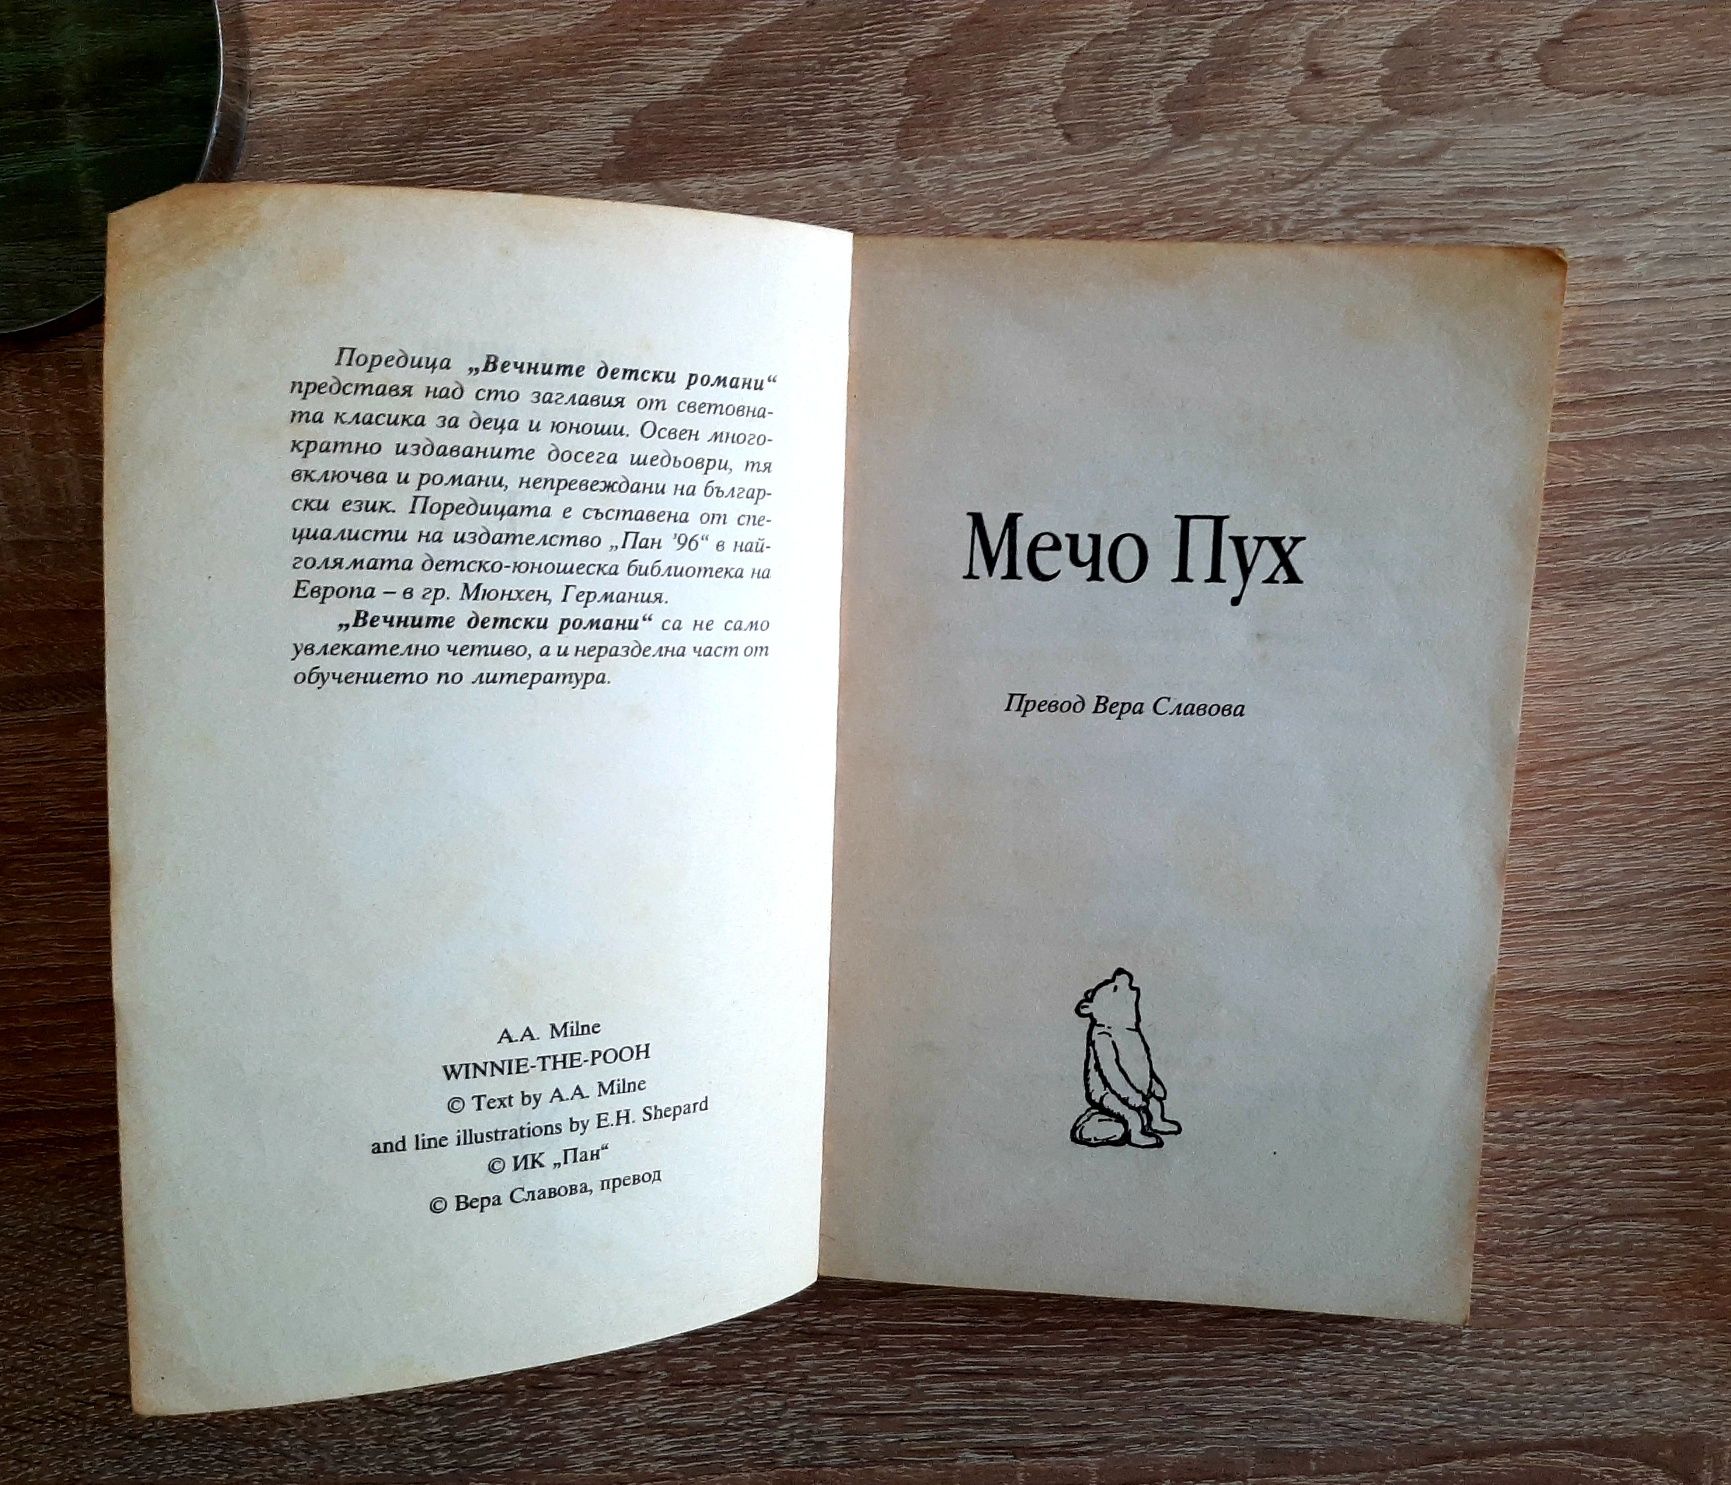 Поредица „Вечните детски романи“
представя над сто заглавия от световна-
та класика за деца и юноши. Освен много-
кратно издаваните досега шедьоври, тя
включва и романи, непревеждани на българ-
ски език. Поредицата е съставена от спе-
циалисти на издателство „Пан '96“ в най-
голямата детско-юношеска библиотека на
Европа – в гр. Мюнхен, Германия.
„Вечните детски романи“ са не само
увлекателно четиво, а и неразделна част от
обучението по литература.
A.A. Milne
WINNIE-THE-POOH
© Text by A.A. Milne
and line illustrations by E.H. Shepard
© ИК „Пан“
© Вера Славова, превод
Мечо Пух
Превод Вера Славова